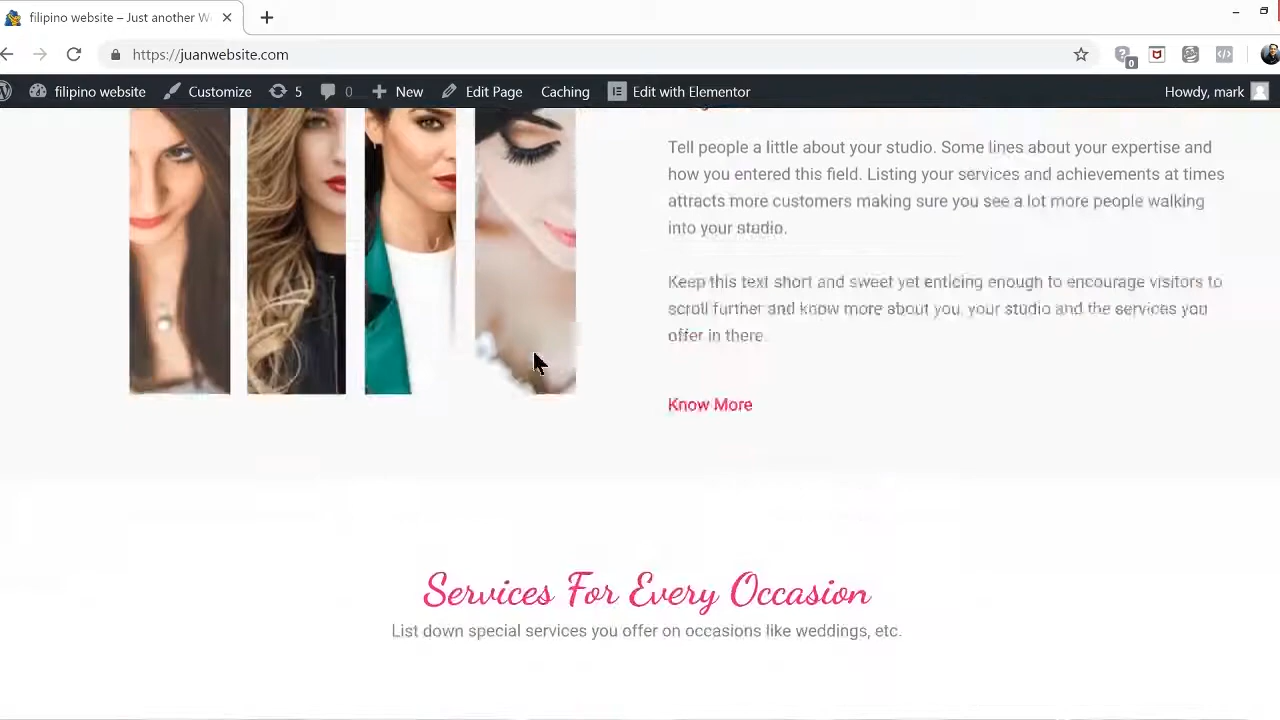 filipino website – Just another W
https://juanwebsite.com
0
filipino website Customize 5 0 New Edit Page Caching Edit with Elementor Howdy, mark
Tell people a little about your studio. Some lines about your expertise and
how you entered this field. Listing your services and achievements at times
attracts more customers making sure you see a lot more people walking
into your studio.
Keep this text short and sweet yet enticing enough to encourage visitors to
scroll further and know more about you, your studio and the services you
offer in there.
Know More
Services For Every Occasion
List down special services you offer on occasions like weddings, etc.